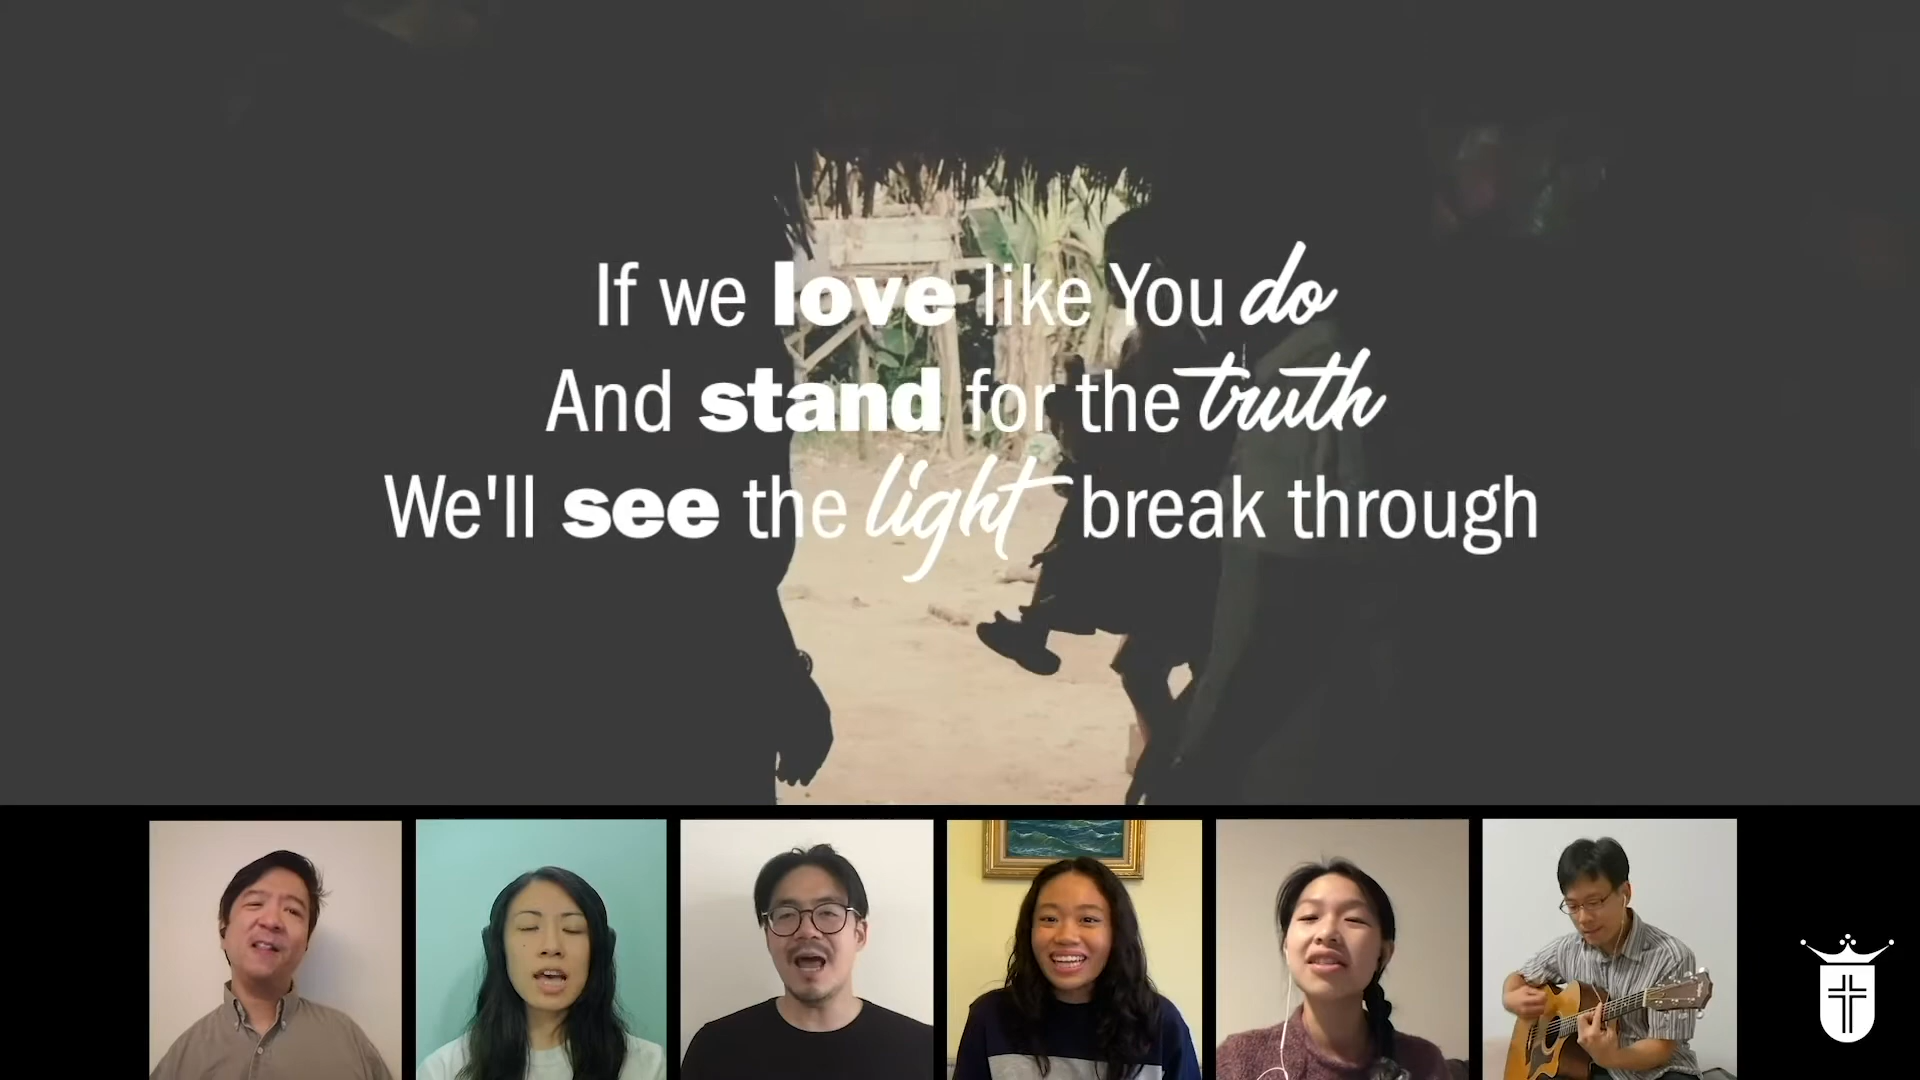 If we love like You do
And stand for the truth
We'll see the light break through